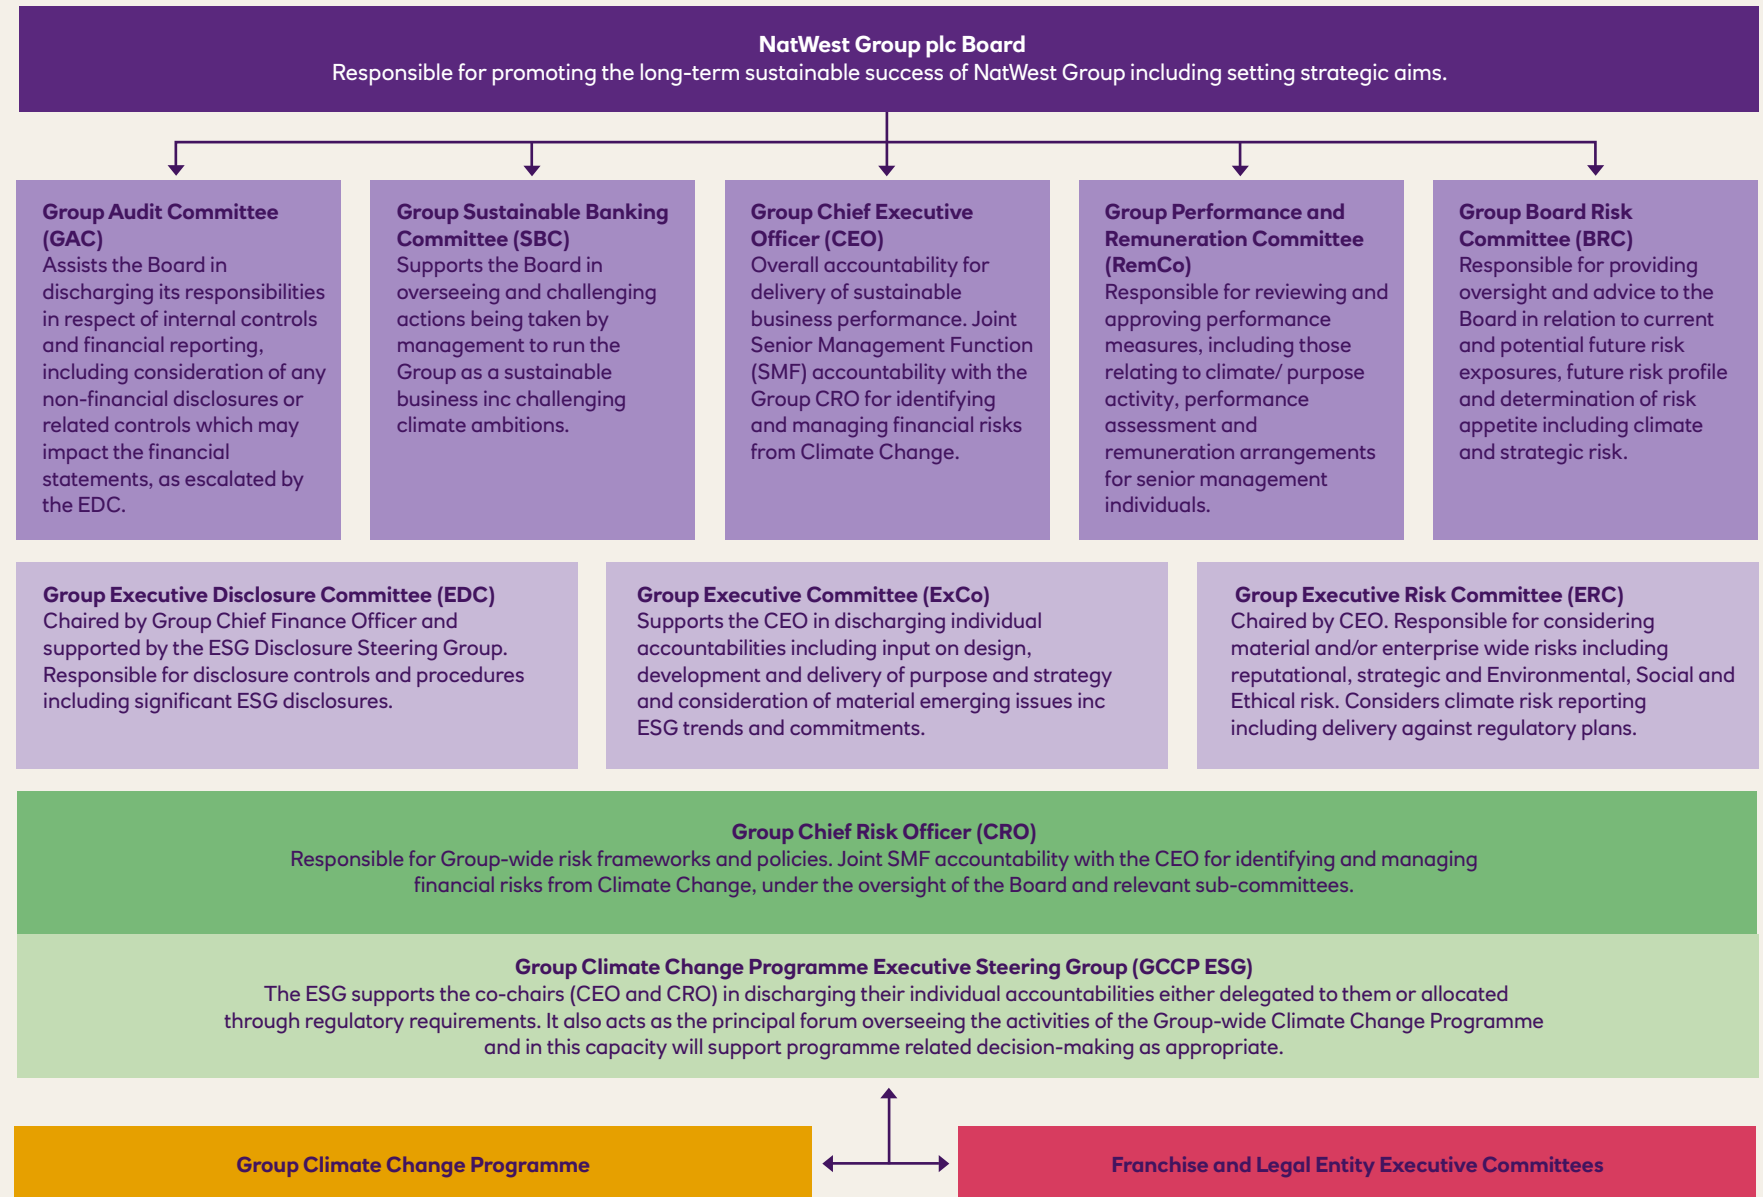 NatWest Group plc Board
Responsible for promoting the long-term sustainable success of NatWest Group including setting strategic aims.
Group Audit Committee
(GAC)
Assists the Board in
discharging its responsibilities
in respect of internal controls
and financial reporting,
including consideration of any
non-financial disclosures or
related controls which may
impact the financial
statements, as escalated by
the EDC.
Group Sustainable Banking
Committee (SBC)
Supports the Board in
overseeing and challenging
actions being taken by
management to run the
Group as a sustainable
business inc challenging
climate ambitions.
Group Chief Executive
Officer (CEO)
Overall accountability for
delivery of sustainable
business performance. Joint
Senior Management Function
(SMF) accountability with the
Group CRO for identifying
and managing financial risks
from Climate Change.
Group Performance and
Remuneration Committee
(RemCo)
Responsible for reviewing and
approving performance
measures, including those
relating to climate/ purpose
activity, performance
assessment and
remuneration arrangements
for senior management
individuals.
Group Board Risk
Committee (BRC)
Responsible for providing
oversight and advice to the
Board in relation to current
and potential future risk
exposures, future risk profile
and determination of risk
appetite including climate
and strategic risk.
Group Executive Disclosure Committee (EDC)
Chaired by Group Chief Finance Officer and
supported by the ESG Disclosure Steering Group.
Responsible for disclosure controls and procedures
including significant ESG disclosures.
Group Executive Committee (ExCo)
Supports the CEO in discharging individual
accountabilities including input on design,
development and delivery of purpose and strategy
and consideration of material emerging issues inc
ESG trends and commitments.
Group Executive Risk Committee (ERC)
Chaired by CEO. Responsible for considering
material and/or enterprise wide risks including
reputational, strategic and Environmental, Social and
Ethical risk. Considers climate risk reporting
including delivery against regulatory plans.
Group Chief Risk Officer (CRO)
Responsible for Group-wide risk frameworks and policies. Joint SMF accountability with the CEO for identifying and managing
financial risks from Climate Change, under the oversight of the Board and relevant sub-committees.
Group Climate Change Programme Executive Steering Group (GCCP ESG)
The ESG supports the co-chairs (CEO and CRO) in discharging their individual accountabilities either delegated to them or allocated
through regulatory requirements. It also acts as the principal forum overseeing the activities of the Group-wide Climate Change Programme
and in this capacity will support programme related decision-making as appropriate.
Group Climate Change Programme
Franchise and Legal Entity Executive Committees